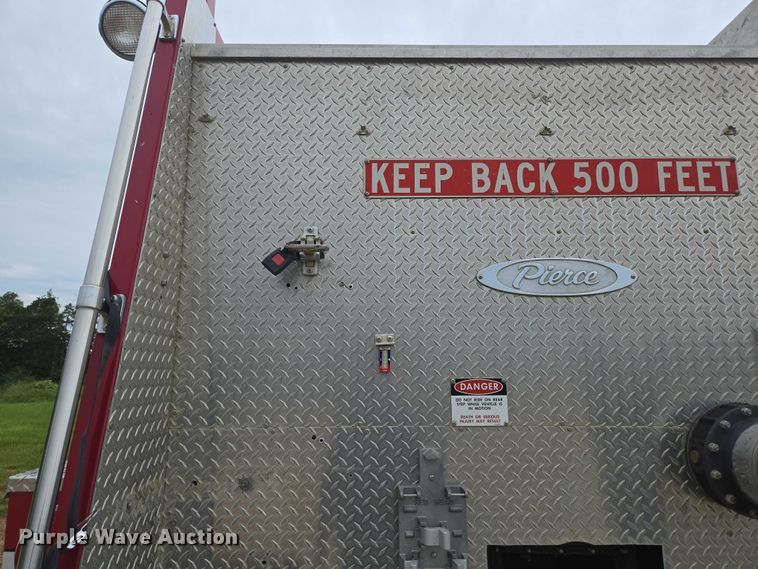 KEEP BACK 500 FEET
Pierce
DANGER
DO NOT RIDE ON REAR
STEP WHILE VEHICLE IS
IN MOTION
DEATH OR SERIOUS
INJURY MAY RESULT
Purple Wave Auction